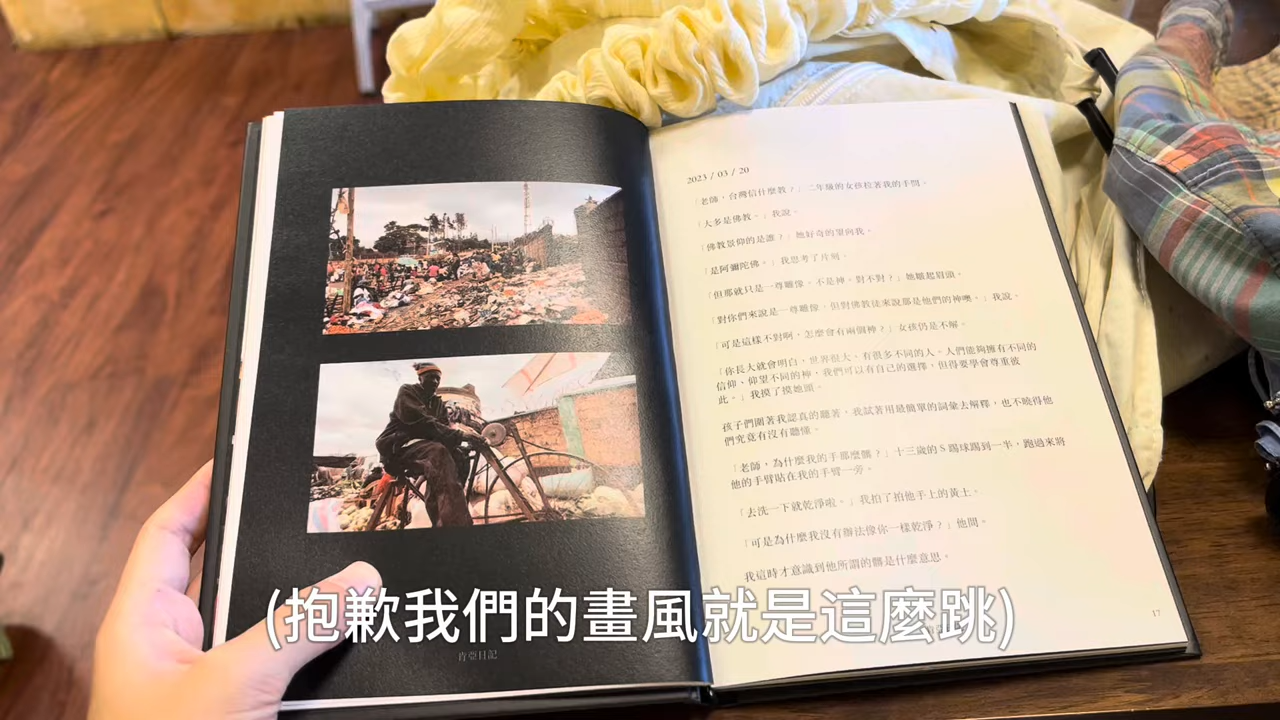 2023 / 03 / 20
「老師，台灣信什麼教？」二年級的女孩拉著我的手問。
「大多是佛教。」我說。
「佛教景仰的是誰？」她好奇的望向我。
「是阿彌陀佛。」我思考了片刻。
「但那就只是一尊雕像，不是神，對不對？」她皺起眉頭。
「對你們來說是一尊雕像，但對佛教徒來說那是他們的神噢。」我說。
「可是這樣不對啊，怎麼會有兩個神？」女孩仍是不解。
「你長大就會明白，世界很大，有很多不同的人。人們能夠擁有不同的
信仰、仰望不同的神，我們可以有自己的選擇，但得要學會尊重彼
此。」我摸了摸她頭。
孩子們圍著我認真的聽著，我試著用最簡單的詞彙去解釋，也不曉得他
們究竟有沒有聽懂。
「老師，為什麼我的手那麼髒？」十三歲的 S 踢球踢到一半，跑過來將
他的手臂貼在我的手臂一旁。
「去洗一下就乾淨啦。」我拍了拍他手上的黃土。
「可是為什麼我沒有辦法像你一樣乾淨？」他問。
我這時才意識到他所謂的髒是什麼意思。
17
(抱歉我們的畫風就是這麼跳)
肯亞日記